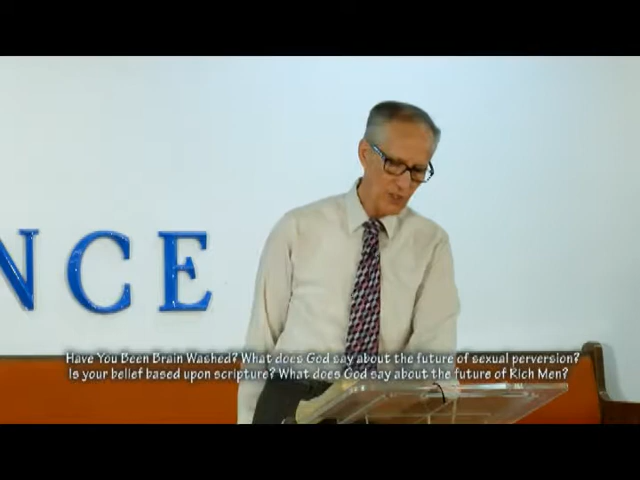 NCE
Have You Been Brain Washed? What does God say about the future of sexual perversion?
Is your belief based upon scripture? What does God say about the future of Rich Men?